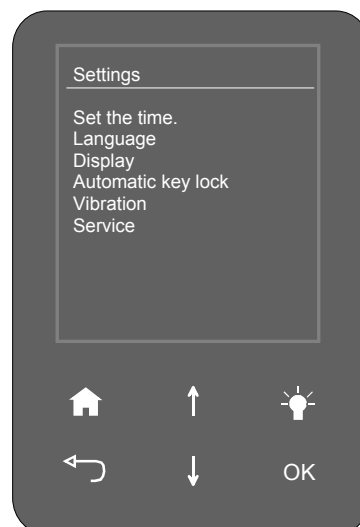 Settings
Set the time.
Language
Display
Automatic key lock
Vibration
Service
OK